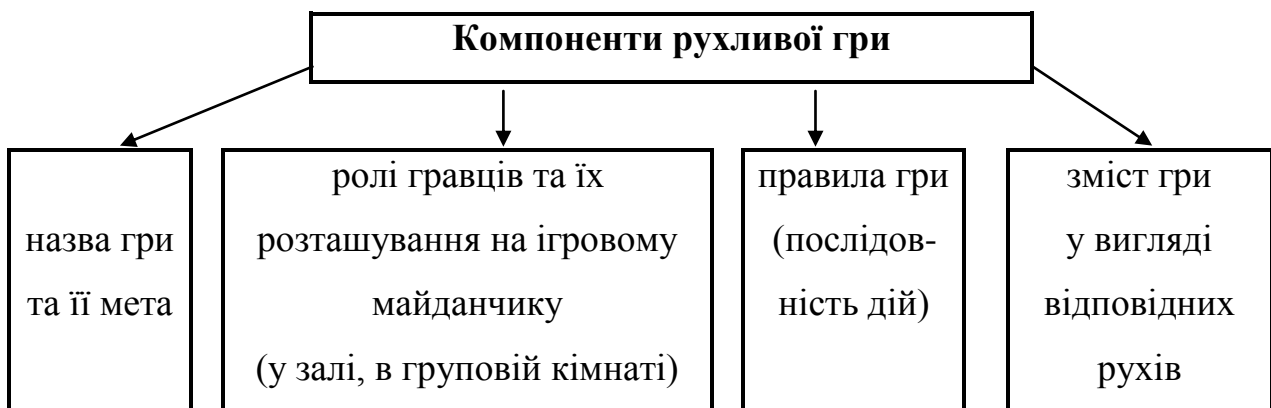 Компоненти рухливої гри
назва гри
та її мета
ролі гравців та їх
розташування на ігровому
майданчику
(у залі, в груповій кімнаті)
правила гри
(послідов-
ність дій)
зміст гри
у вигляді
відповідних
рухів